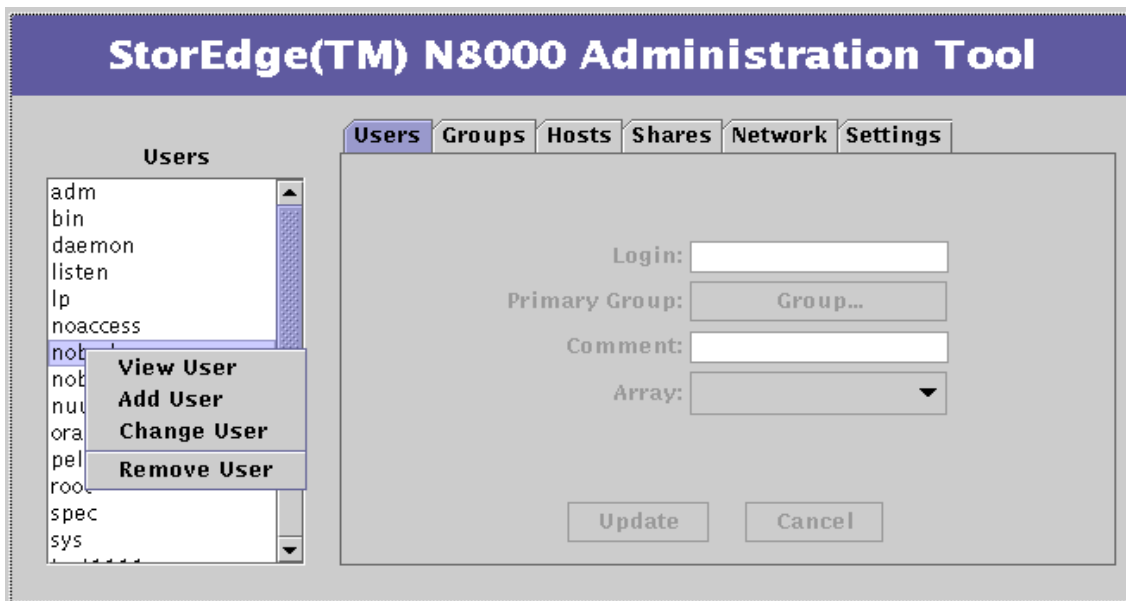 StorEdge(TM) N8000 Administration Tool
Users
adm
bin
daemon
listen
lp
noaccess
View User
Add User
Change User
Remove User
root
spec
sys
Users Groups Hosts Shares Network Settings
Login:
Primary Group: Group...
Comment:
Array:
Update Cancel